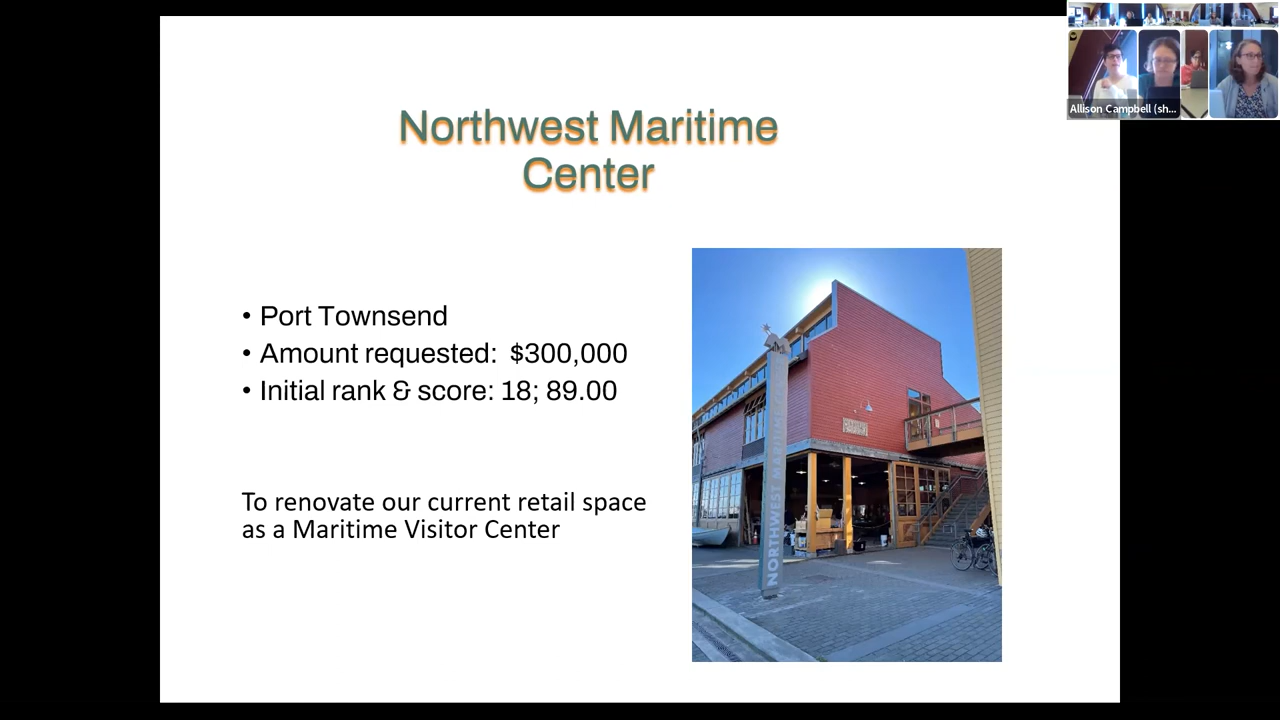 Northwest Maritime
Center
• Port Townsend
• Amount requested:  $300,000
• Initial rank & score: 18; 89.00
To renovate our current retail space
as a Maritime Visitor Center
NORTHWEST MARITIME
Allison Campbell (sh...